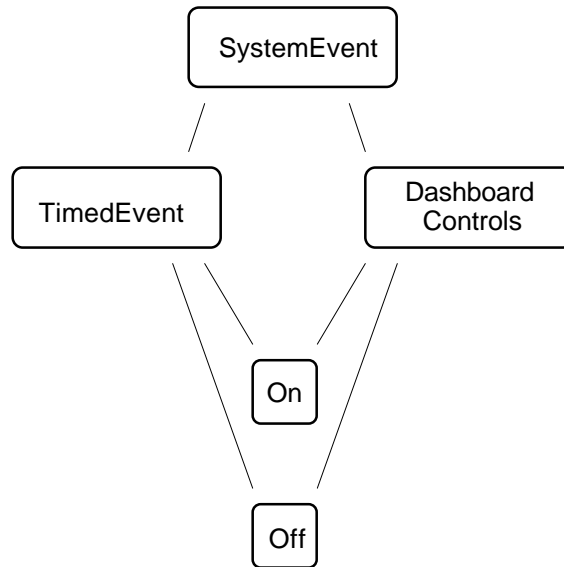 SystemEvent
TimedEvent
Dashboard
Controls
On
Off